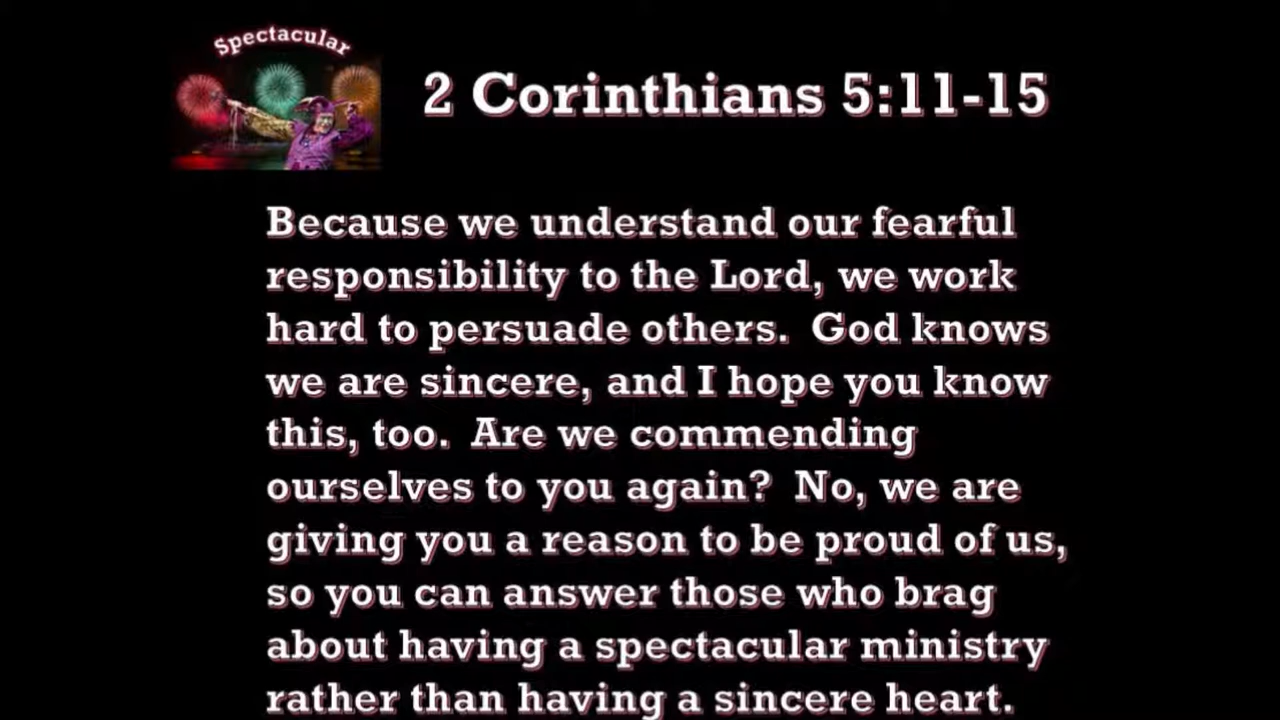 Spectacular
2 Corinthians 5:11-15
Because we understand our fearful
responsibility to the Lord, we work
hard to persuade others.  God knows
we are sincere, and I hope you know
this, too.  Are we commending
ourselves to you again?  No, we are
giving you a reason to be proud of us,
so you can answer those who brag
about having a spectacular ministry
rather than having a sincere heart.